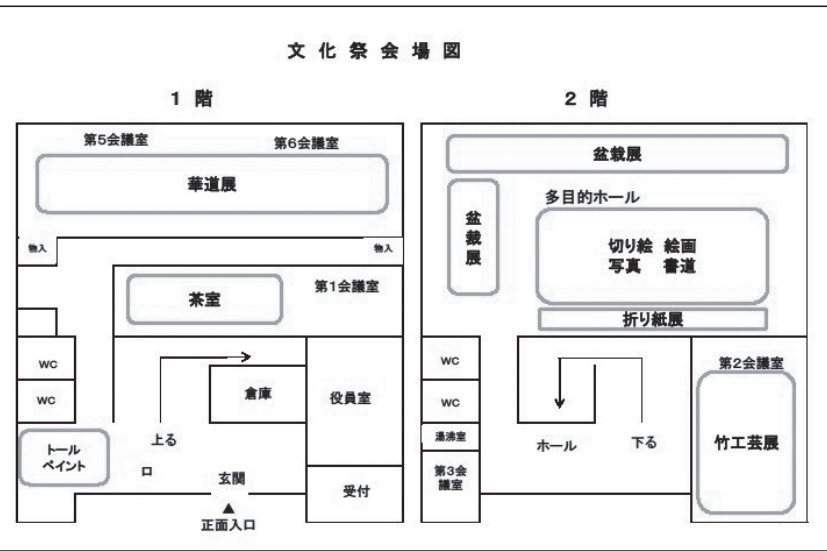 文化祭会場図
1階
第5会議室
第6会議室
華道展
物入
物入
茶室
第1会議室
WC
WC
倉庫
役員室
トール
ペイント
上る
口
玄関
受付
▲
正面入口
2階
盆栽展
盆
栽
展
多目的ホール
切り絵 絵画
写真 書道
折り紙展
WC
WC
湯沸室
第3会
議室
ホール
下る
第2会議室
竹工芸展